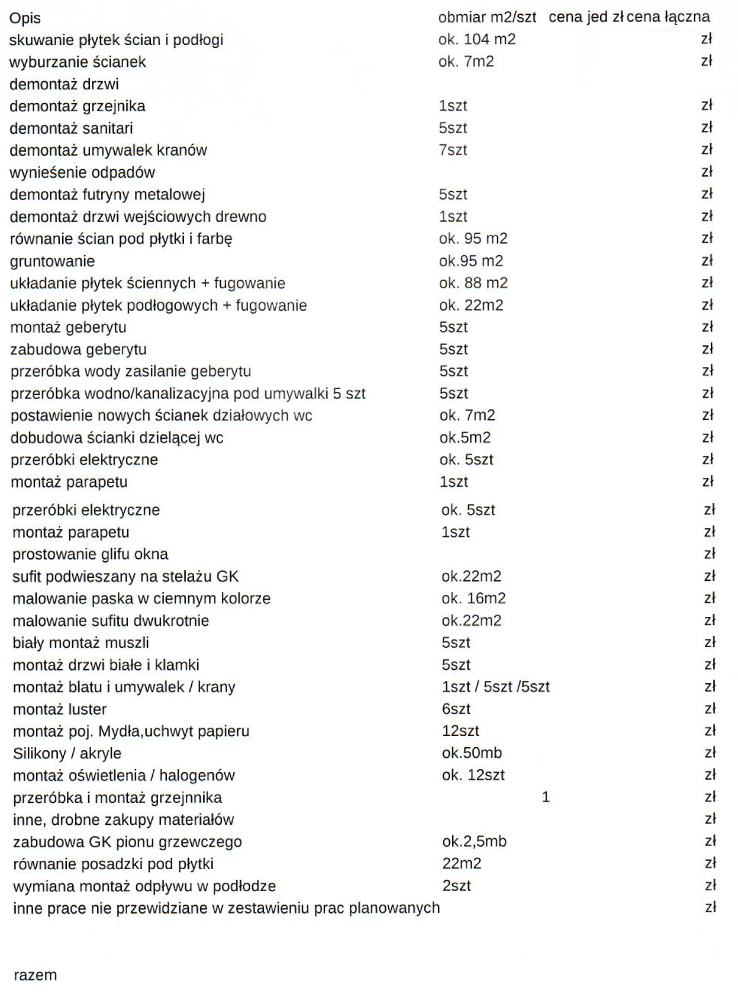 Opis obmiar m2/szt cena jed zł cena łączna
skuwanie płytek ścian i podłogi ok. 104 m2 zł
wyburzanie ścianek ok. 7m2 zł
demontaż drzwi
demontaż grzejnika 1szt zł
demontaż sanitari 5szt zł
demontaż umywalek kranów 7szt zł
wynieśenie odpadów zł
demontaż futryny metalowej 5szt zł
demontaż drzwi wejściowych drewno 1szt zł
równanie ścian pod płytki i farbę ok. 95 m2 zł
gruntowanie ok.95 m2 zł
układanie płytek ściennych + fugowanie ok. 88 m2 zł
układanie płytek podłogowych + fugowanie ok. 22m2 zł
montaż geberytu 5szt zł
zabudowa geberytu 5szt zł
przeróbka wody zasilanie geberytu 5szt zł
przeróbka wodno/kanalizacyjna pod umywalki 5 szt 5szt zł
postawienie nowych ścianek działowych wc ok. 7m2 zł
dobudowa ścianki dzielącej wc ok.5m2 zł
przeróbki elektryczne ok. 5szt zł
montaż parapetu 1szt zł
przeróbki elektryczne ok. 5szt zł
montaż parapetu 1szt zł
prostowanie glifu okna zł
sufit podwieszany na stelażu GK ok.22m2 zł
malowanie paska w ciemnym kolorze ok. 16m2 zł
malowanie sufitu dwukrotnie ok.22m2 zł
biały montaż muszli 5szt zł
montaż drzwi białe i klamki 5szt zł
montaż blatu i umywalek / krany 1szt / 5szt /5szt zł
montaż luster 6szt zł
montaż poj. Mydła,uchwyt papieru 12szt zł
Silikony / akryle ok.50mb zł
montaż oświetlenia / halogenów ok. 12szt zł
przeróbka i montaż grzejnnika 1 zł
inne, drobne zakupy materiałów zł
zabudowa GK pionu grzewczego ok.2,5mb zł
równanie posadzki pod płytki 22m2 zł
wymiana montaż odpływu w podłodze 2szt zł
inne prace nie przewidziane w zestawieniu prac planowanych zł
razem